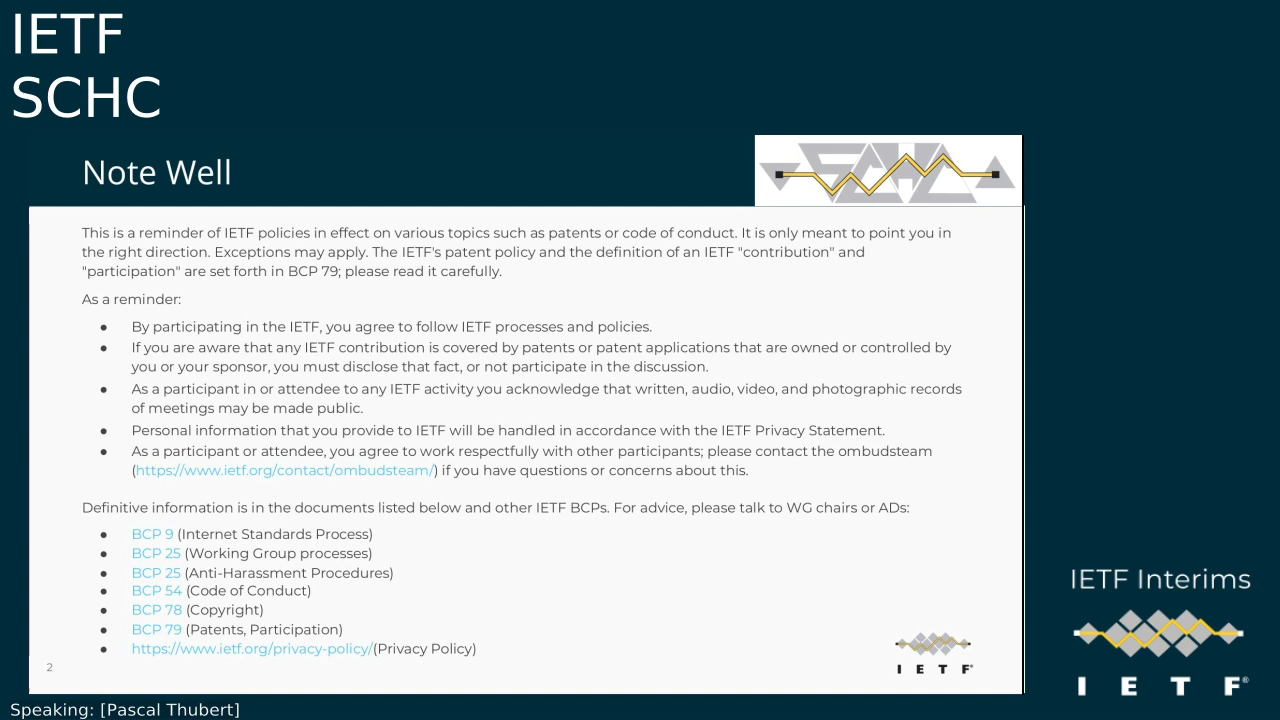 IETF
SCHC
Note Well
SCHC
This is a reminder of IETF policies in effect on various topics such as patents or code of conduct. It is only meant to point you in
the right direction. Exceptions may apply. The IETF's patent policy and the definition of an IETF "contribution" and
"participation" are set forth in BCP 79; please read it carefully.
As a reminder:
● By participating in the IETF, you agree to follow IETF processes and policies.
● If you are aware that any IETF contribution is covered by patents or patent applications that are owned or controlled by
you or your sponsor, you must disclose that fact, or not participate in the discussion.
● As a participant in or attendee to any IETF activity you acknowledge that written, audio, video, and photographic records
of meetings may be made public.
● Personal information that you provide to IETF will be handled in accordance with the IETF Privacy Statement.
● As a participant or attendee, you agree to work respectfully with other participants; please contact the ombudsteam
(https://www.ietf.org/contact/ombudsteam/) if you have questions or concerns about this.
Definitive information is in the documents listed below and other IETF BCPs. For advice, please talk to WG chairs or ADs:
● BCP 9 (Internet Standards Process)
● BCP 25 (Working Group processes)
● BCP 25 (Anti-Harassment Procedures)
● BCP 54 (Code of Conduct)
● BCP 78 (Copyright)
● BCP 79 (Patents, Participation)
● https://www.ietf.org/privacy-policy/(Privacy Policy)
2
I E T F®
IETF Interims
I E T F®
Speaking: [Pascal Thubert]